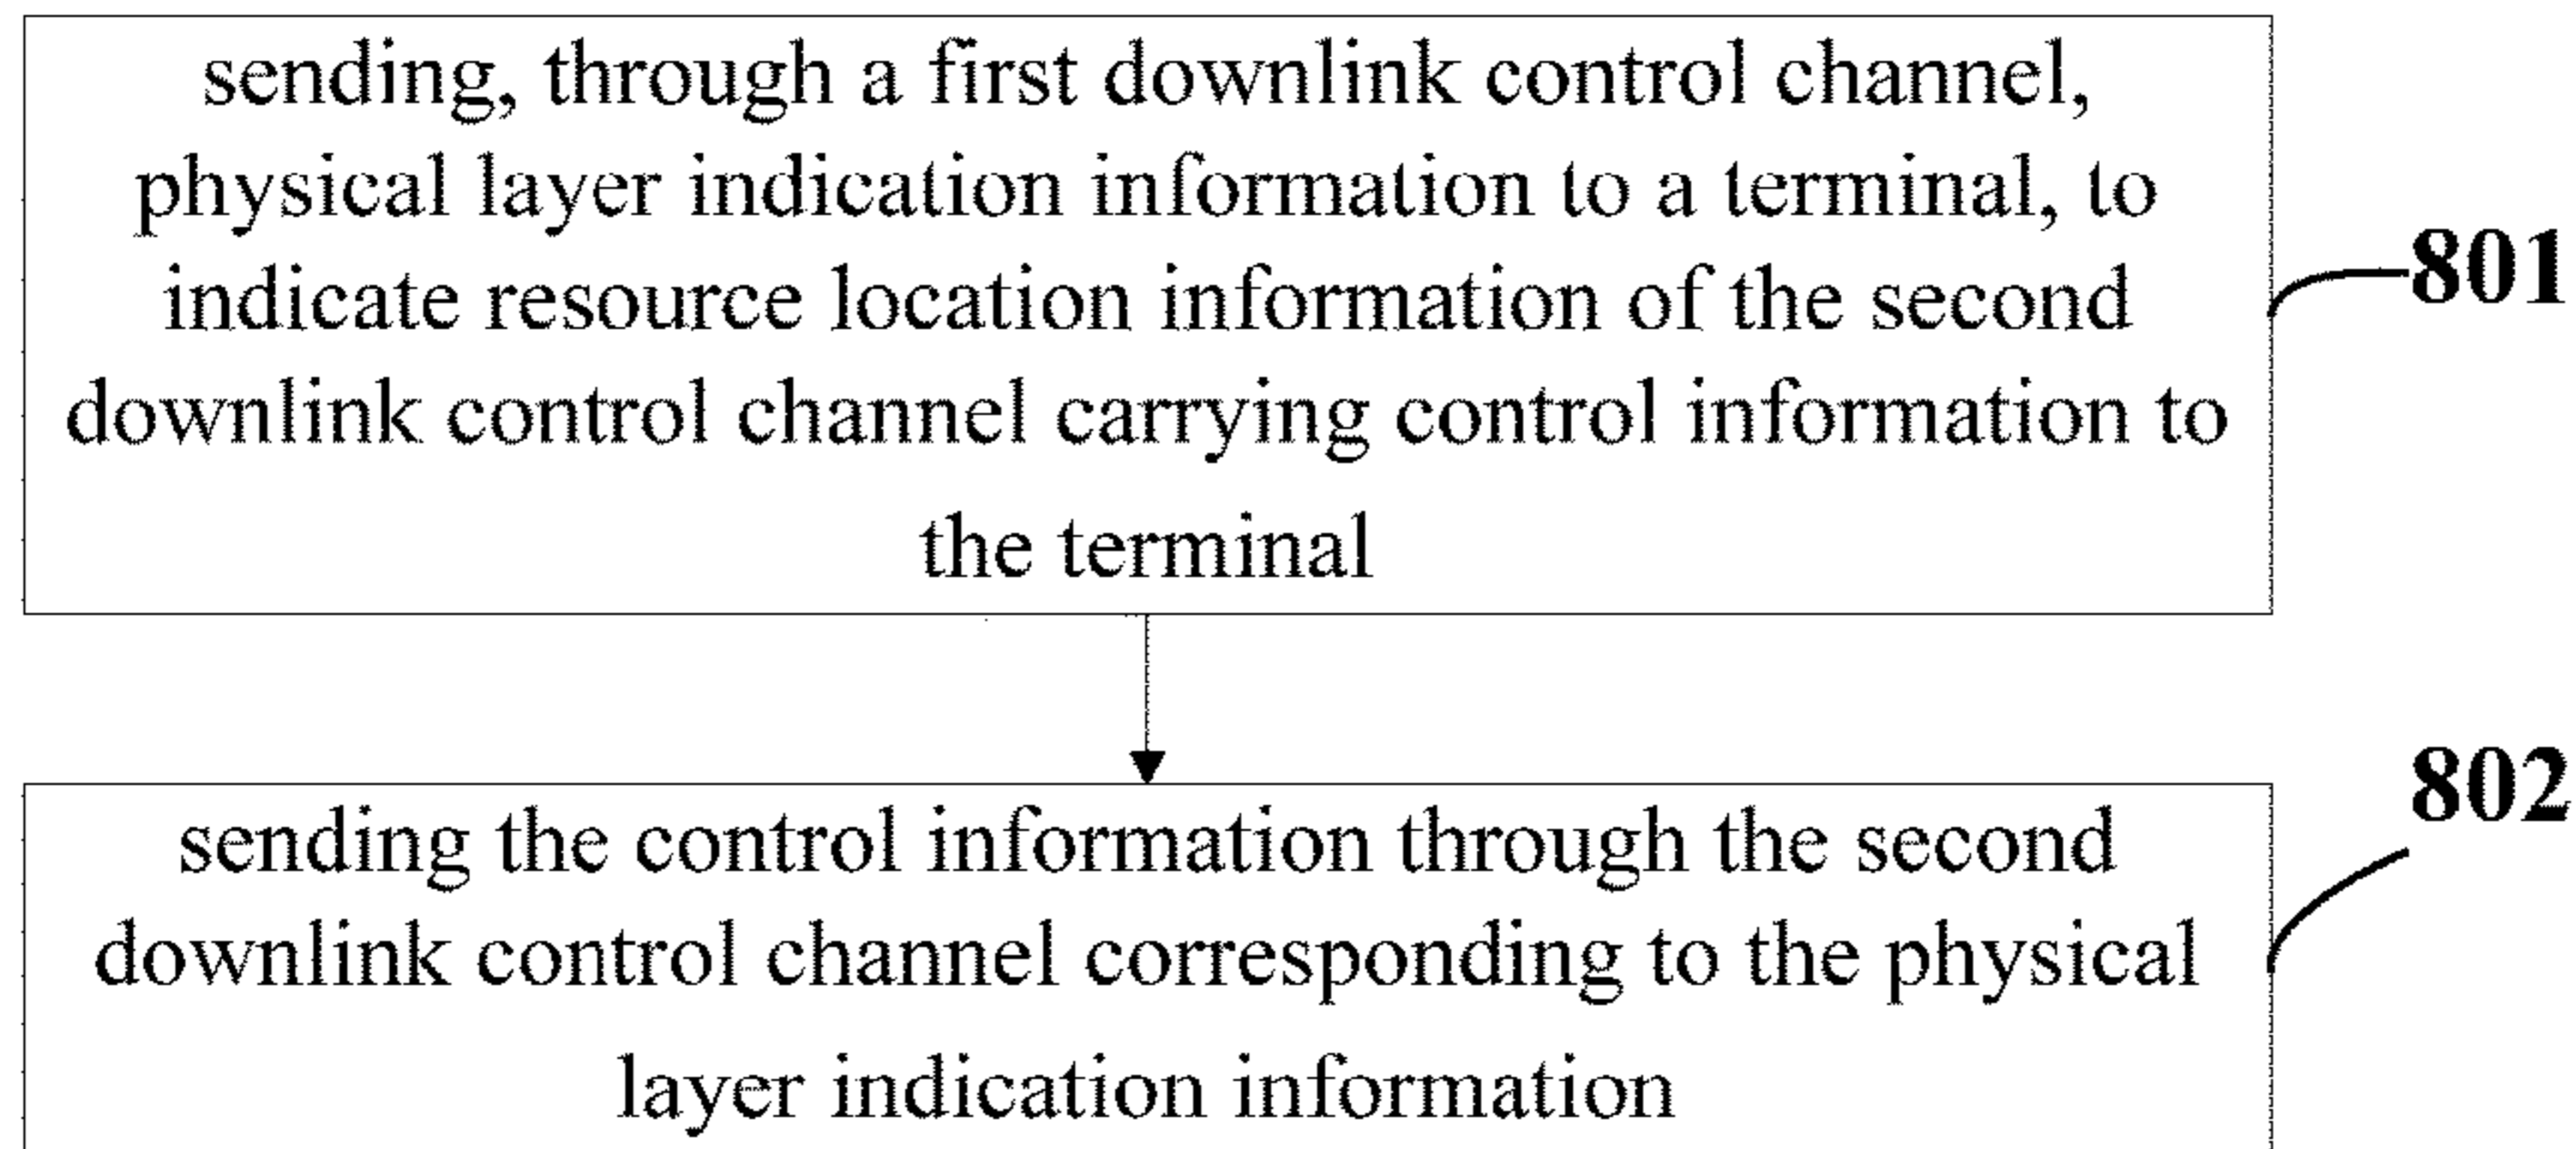 sending, through a first downlink control channel,
physical layer indication information to a terminal, to
indicate resource location information of the second
downlink control channel carrying control information to
the terminal
801
sending the control information through the second
downlink control channel corresponding to the physical
layer indication information
802